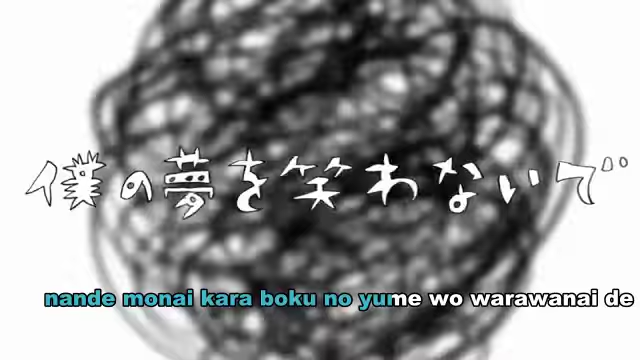 僕の夢を笑わないで
nande monai kara boku no yume wo warawanai de